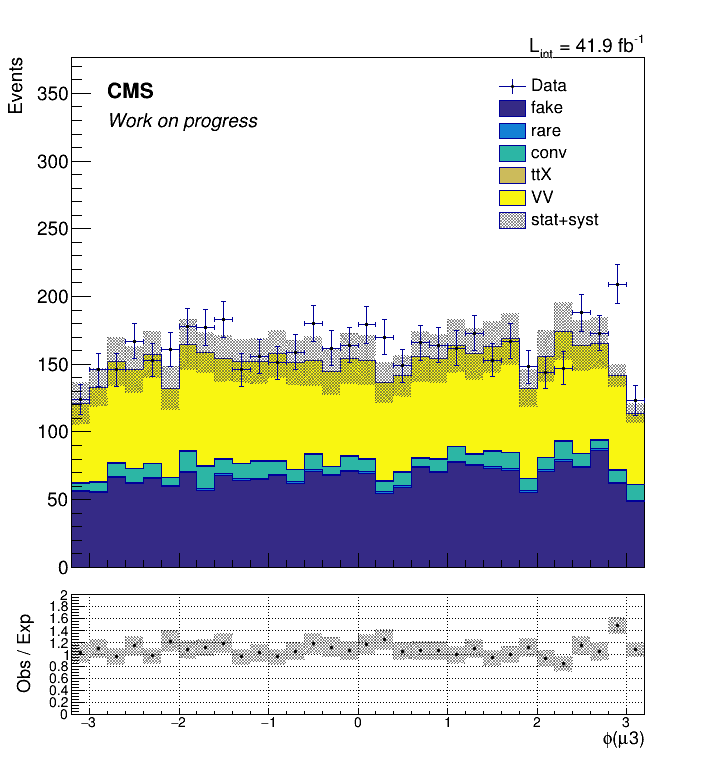 L_int = 41.9 fb^-1
Events
CMS
Work on progress
Data
fake
rare
conv
ttX
VV
stat+syst
350
300
250
200
150
100
50
0
Obs / Exp
2
1.8
1.6
1.4
1.2
1
0.8
0.6
0.4
0.2
0
−3 −2 −1 0 1 2 3
ϕ(μ3)